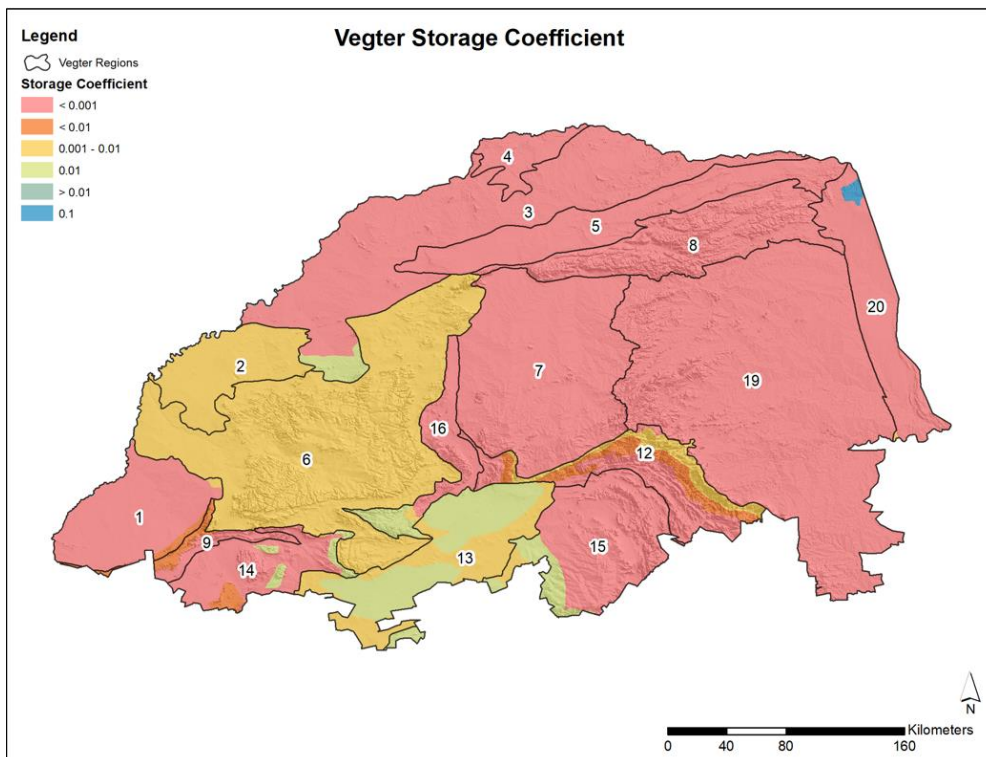 Vegter Storage Coefficient
Legend
Vegter Regions
Storage Coefficient
< 0.001
< 0.01
0.001 - 0.01
0.01
> 0.01
0.1
4
3
5
8
20
2
7
19
16
12
6
1
9
13
15
14
N
Kilometers
0 40 80 160